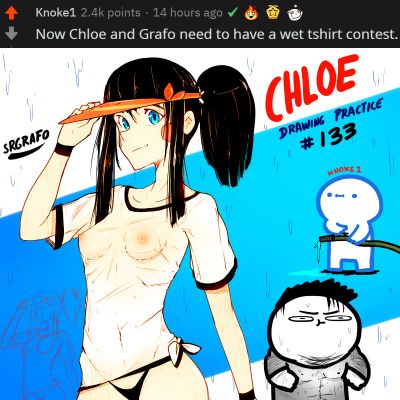 Knoke1 2.4k points · 14 hours ago
Now Chloe and Grafo need to have a wet tshirt contest.
CHLOE
DRAWING PRACTICE
# 133
SRGRAFO
KNOKE1